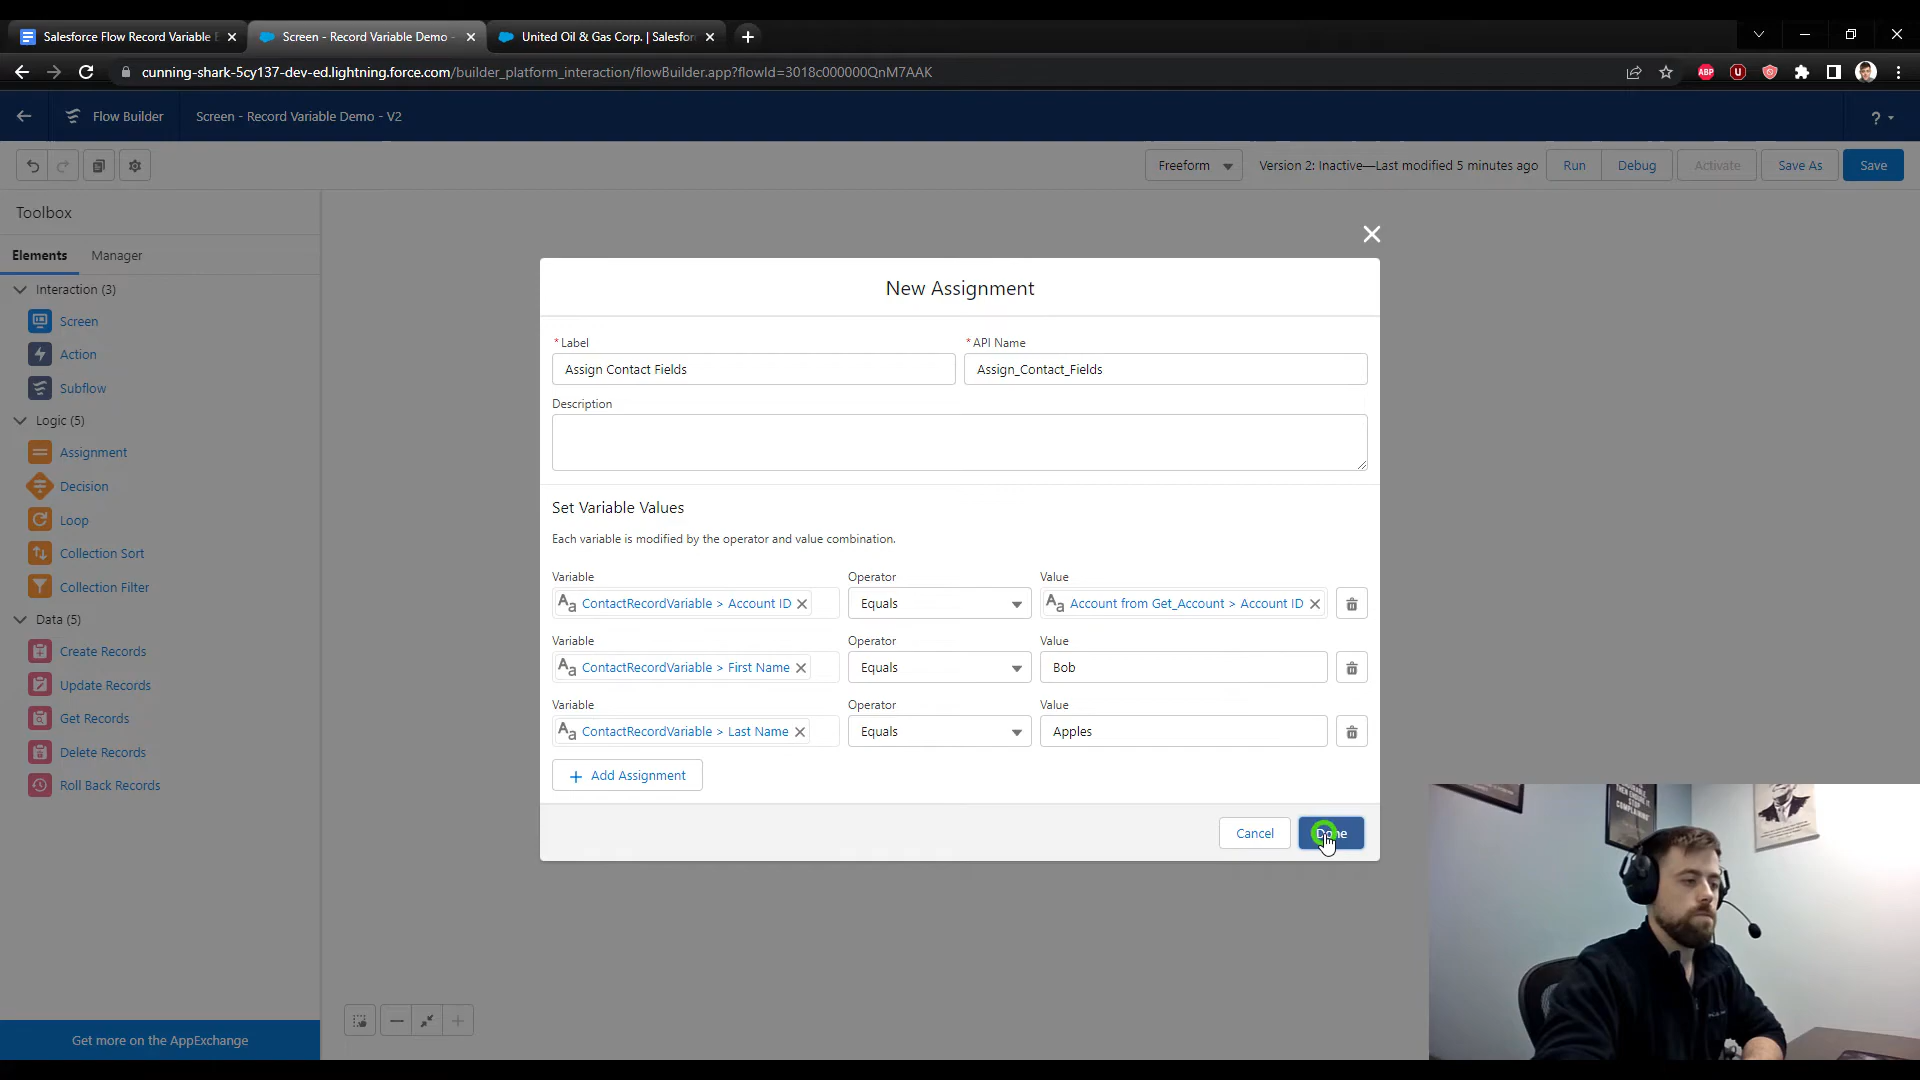 Salesforce Flow Record Variable
Screen - Record Variable Demo -
United Oil & Gas Corp. | Salesfor
cunning-shark-5cy137-dev-ed.lightning.force.com/builder_platform_interaction/flowBuilder.app?flowId=3018c000000QnM7AAK
ABP
Flow Builder
Screen - Record Variable Demo - V2
?
Freeform
Version 2: Inactive—Last modified 5 minutes ago
Run
Debug
Activate
Save As
Save
Toolbox
Elements
Manager
Interaction (3)
Screen
Action
Subflow
Logic (5)
Assignment
Decision
Loop
Collection Sort
Collection Filter
Data (5)
Create Records
Update Records
Get Records
Delete Records
Roll Back Records
Get more on the AppExchange
New Assignment
* Label
* API Name
Assign Contact Fields
Assign_Contact_Fields
Description
Set Variable Values
Each variable is modified by the operator and value combination.
Variable
Operator
Value
Aa ContactRecordVariable > Account ID
Equals
Aa Account from Get_Account > Account ID
Variable
Operator
Value
Aa ContactRecordVariable > First Name
Equals
Bob
Variable
Operator
Value
Aa ContactRecordVariable > Last Name
Equals
Apples
+ Add Assignment
Cancel
Done